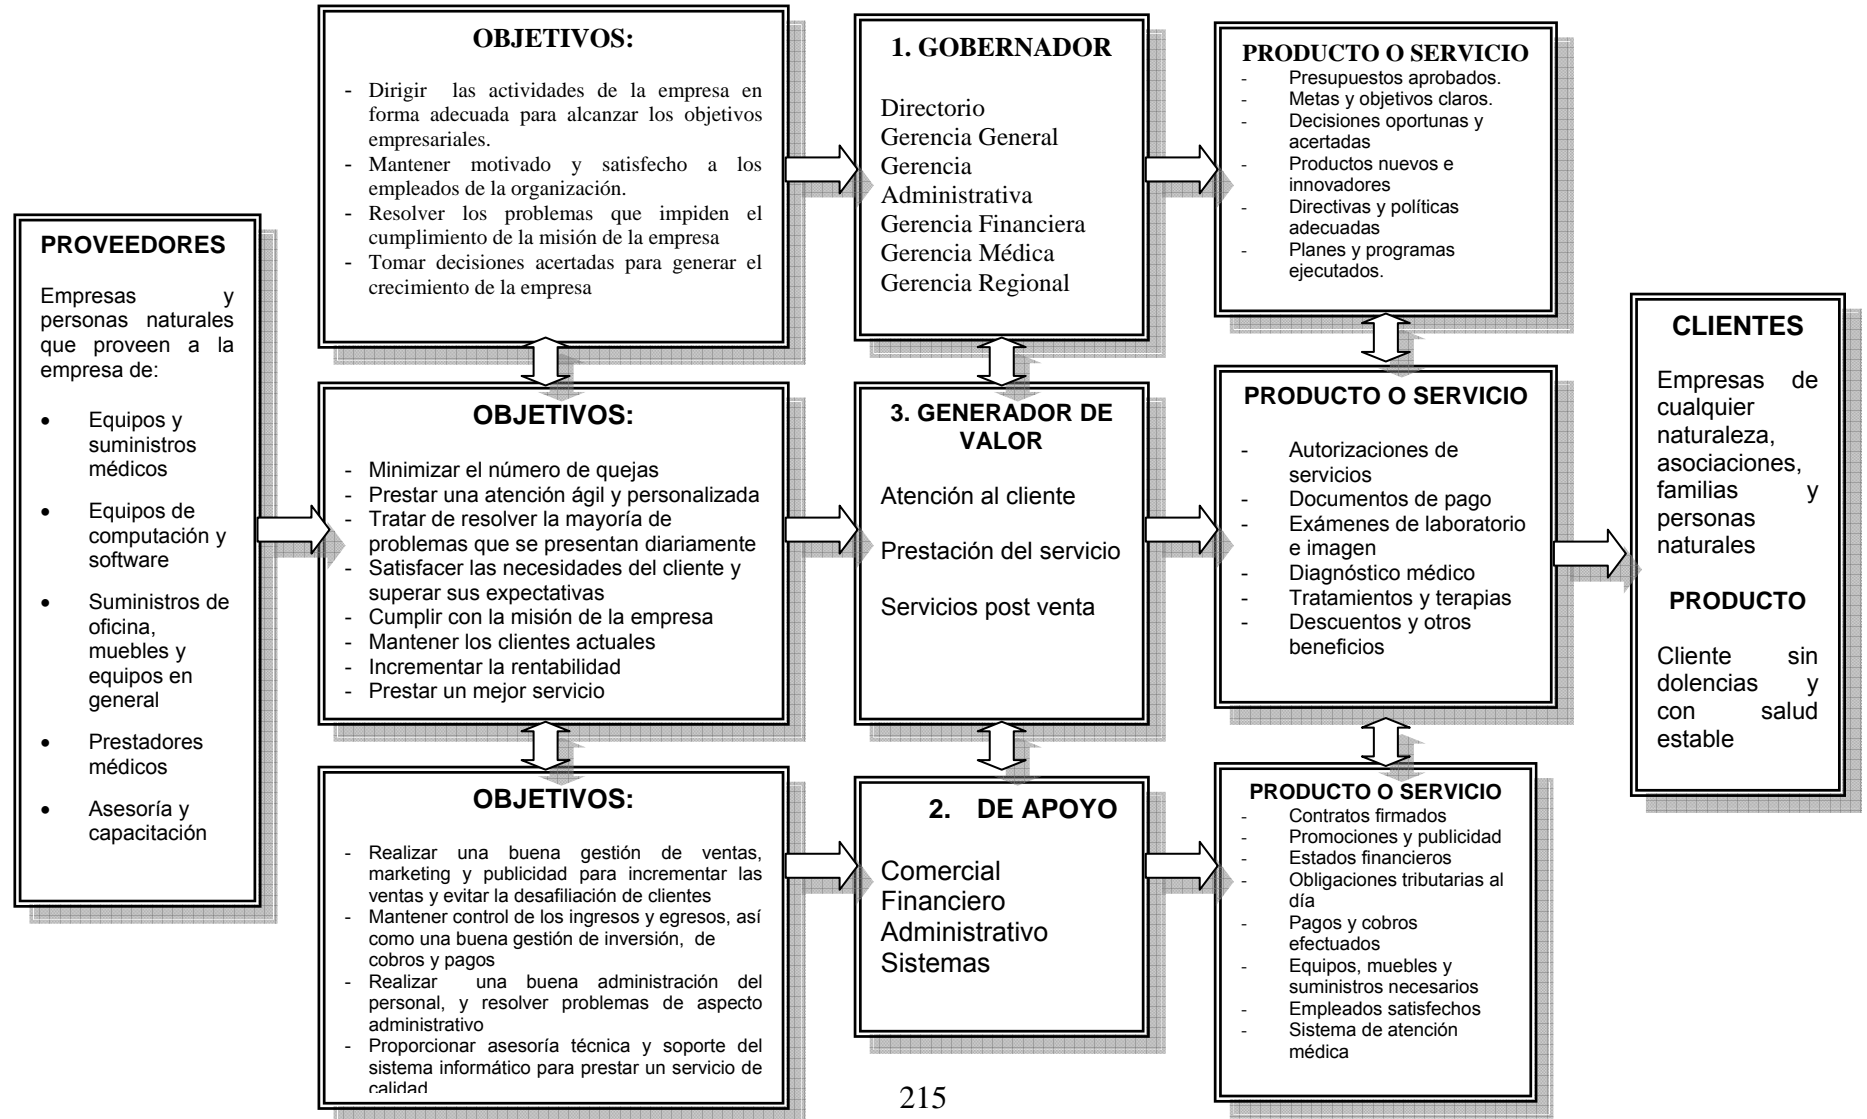 PROVEEDORES
Empresas y
personas naturales
que proveen a la
empresa de:
• Equipos y
suministros
médicos
• Equipos de
computación y
software
• Suministros de
oficina,
muebles y
equipos en
general
• Prestadores
médicos
• Asesoría y
capacitación
OBJETIVOS:
- Dirigir las actividades de la empresa en
forma adecuada para alcanzar los objetivos
empresariales.
- Mantener motivado y satisfecho a los
empleados de la organización.
- Resolver los problemas que impiden el
cumplimiento de la misión de la empresa
- Tomar decisiones acertadas para generar el
crecimiento de la empresa
1. GOBERNADOR
Directorio
Gerencia General
Gerencia
Administrativa
Gerencia Financiera
Gerencia Médica
Gerencia Regional
PRODUCTO O SERVICIO
- Presupuestos aprobados.
- Metas y objetivos claros.
- Decisiones oportunas y
acertadas
- Productos nuevos e
innovadores
- Directivas y políticas
adecuadas
- Planes y programas
ejecutados.
OBJETIVOS:
- Minimizar el número de quejas
- Prestar una atención ágil y personalizada
- Tratar de resolver la mayoría de
problemas que se presentan diariamente
- Satisfacer las necesidades del cliente y
superar sus expectativas
- Cumplir con la misión de la empresa
- Mantener los clientes actuales
- Incrementar la rentabilidad
- Prestar un mejor servicio
3. GENERADOR DE
VALOR
Atención al cliente
Prestación del servicio
Servicios post venta
PRODUCTO O SERVICIO
- Autorizaciones de
servicios
- Documentos de pago
- Exámenes de laboratorio
e imagen
- Diagnóstico médico
- Tratamientos y terapias
- Descuentos y otros
beneficios
OBJETIVOS:
- Realizar una buena gestión de ventas,
marketing y publicidad para incrementar las
ventas y evitar la desafiliación de clientes
- Mantener control de los ingresos y egresos, así
como una buena gestión de inversión, de
cobros y pagos
- Realizar una buena administración del
personal, y resolver problemas de aspecto
administrativo
- Proporcionar asesoría técnica y soporte del
sistema informático para prestar un servicio de
calidad
2. DE APOYO
Comercial
Financiero
Administrativo
Sistemas
PRODUCTO O SERVICIO
- Contratos firmados
- Promociones y publicidad
- Estados financieros
- Obligaciones tributarias al
día
- Pagos y cobros
efectuados
- Equipos, muebles y
suministros necesarios
- Empleados satisfechos
- Sistema de atención
médica
CLIENTES
Empresas de
cualquier
naturaleza,
asociaciones,
familias y
personas
naturales
PRODUCTO
Cliente sin
dolencias y
con salud
estable
215